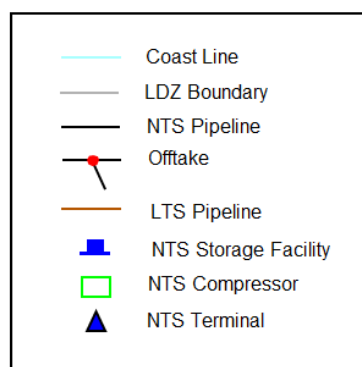 Coast Line
LDZ Boundary
NTS Pipeline
Offtake
LTS Pipeline
NTS Storage Facility
NTS Compressor
NTS Terminal